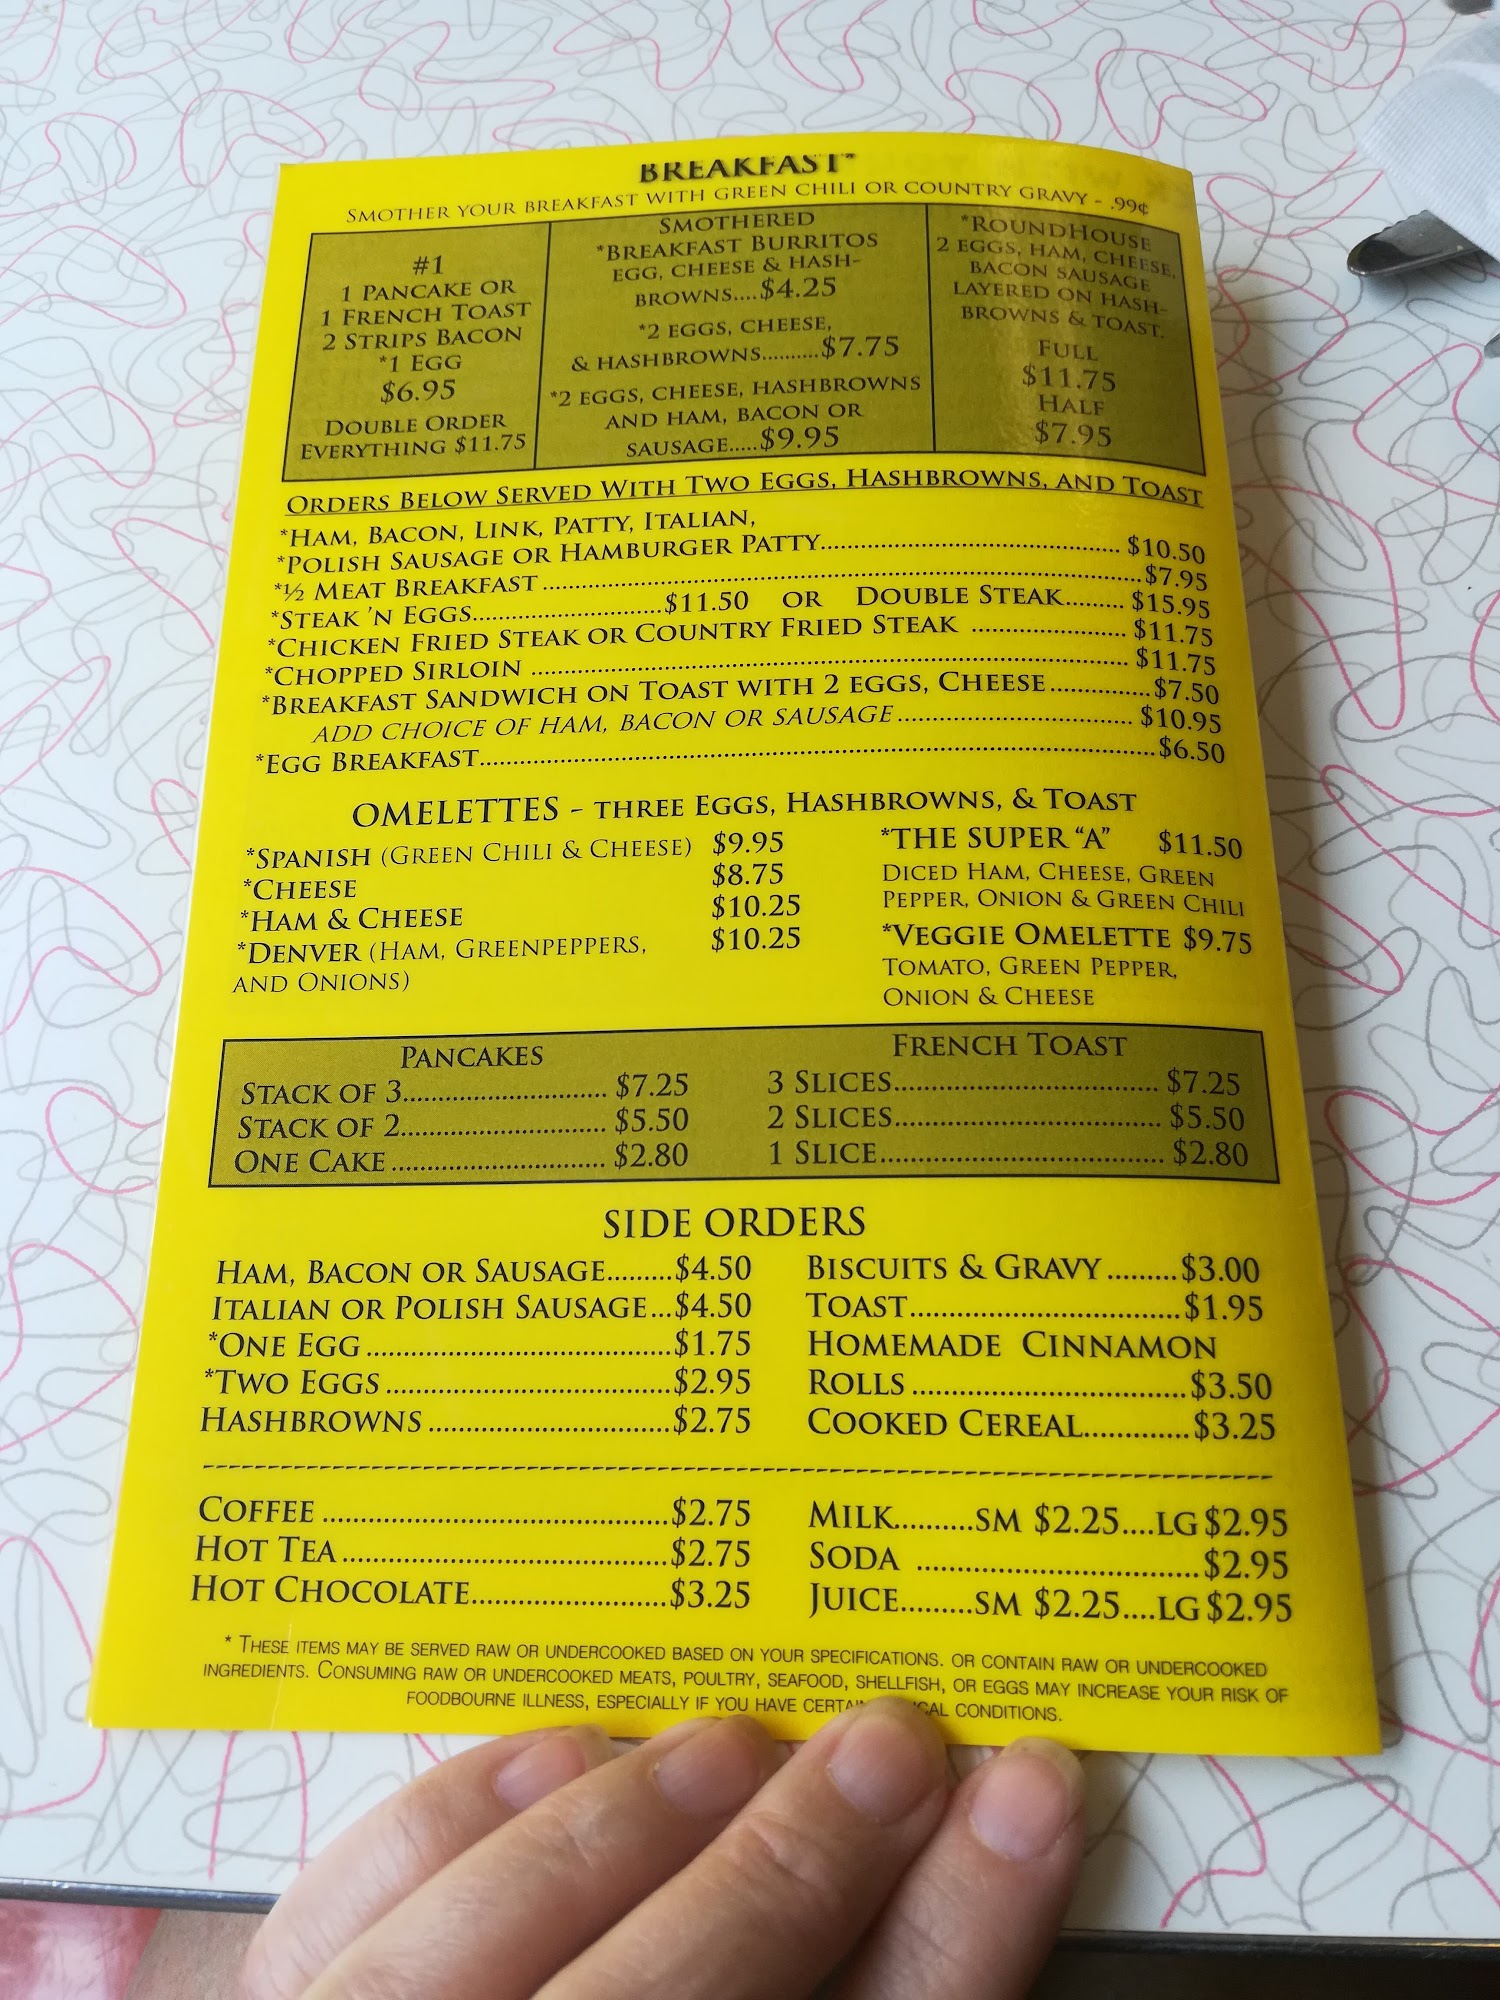 BREAKFAST*
SMOTHER YOUR BREAKFAST WITH GREEN CHILI OR COUNTRY GRAVY - .99¢
#1
1 PANCAKE OR
1 FRENCH TOAST
2 STRIPS BACON
*1 EGG
$6.95
DOUBLE ORDER
EVERYTHING $11.75
SMOTHERED
*BREAKFAST BURRITOS
EGG, CHEESE & HASH-
BROWNS....$4.25
*2 EGGS, CHEESE,
& HASHBROWNS..........$7.75
*2 EGGS, CHEESE, HASHBROWNS
AND HAM, BACON OR
SAUSAGE.....$9.95
*ROUNDHOUSE
2 EGGS, HAM, CHEESE,
BACON SAUSAGE
LAYERED ON HASH-
BROWNS & TOAST.
FULL
$11.75
HALF
$7.95
ORDERS BELOW SERVED WITH TWO EGGS, HASHBROWNS, AND TOAST
*HAM, BACON, LINK, PATTY, ITALIAN,
*POLISH SAUSAGE OR HAMBURGER PATTY........ $10.50
*½ MEAT BREAKFAST ........$7.95
*STEAK 'N EGGS........$11.50 OR DOUBLE STEAK......... $15.95
*CHICKEN FRIED STEAK OR COUNTRY FRIED STEAK ........ $11.75
*CHOPPED SIRLOIN ........ $11.75
*BREAKFAST SANDWICH ON TOAST WITH 2 EGGS, CHEESE........$7.50
ADD CHOICE OF HAM, BACON OR SAUSAGE........ $10.95
*EGG BREAKFAST........$6.50
OMELETTES - THREE EGGS, HASHBROWNS, & TOAST
*SPANISH (GREEN CHILI & CHEESE) $9.95
*CHEESE $8.75
*HAM & CHEESE $10.25
*DENVER (HAM, GREENPEPPERS, $10.25
AND ONIONS)
*THE SUPER "A" $11.50
DICED HAM, CHEESE, GREEN
PEPPER, ONION & GREEN CHILI
*VEGGIE OMELETTE $9.75
TOMATO, GREEN PEPPER,
ONION & CHEESE
PANCAKES
STACK OF 3........ $7.25
STACK OF 2........ $5.50
ONE CAKE ........ $2.80
FRENCH TOAST
3 SLICES........ $7.25
2 SLICES........ $5.50
1 SLICE........ $2.80
SIDE ORDERS
HAM, BACON OR SAUSAGE.........$4.50
ITALIAN OR POLISH SAUSAGE...$4.50
*ONE EGG ........$1.75
*TWO EGGS ........$2.95
HASHBROWNS ........$2.75
BISCUITS & GRAVY .........$3.00
TOAST........$1.95
HOMEMADE CINNAMON
ROLLS ........$3.50
COOKED CEREAL........$3.25
COFFEE ........$2.75
HOT TEA ........$2.75
HOT CHOCOLATE........$3.25
MILK..........SM $2.25....LG $2.95
SODA ........$2.95
JUICE.........SM $2.25....LG $2.95
* THESE ITEMS MAY BE SERVED RAW OR UNDERCOOKED BASED ON YOUR SPECIFICATIONS. OR CONTAIN RAW OR UNDERCOOKED
INGREDIENTS. CONSUMING RAW OR UNDERCOOKED MEATS, POULTRY, SEAFOOD, SHELLFISH, OR EGGS MAY INCREASE YOUR RISK OF
FOODBOURNE ILLNESS, ESPECIALLY IF YOU HAVE CONDITIONS.